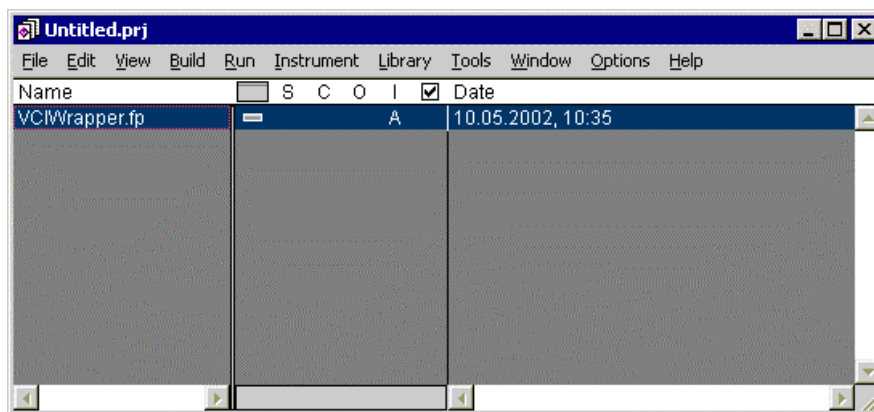 Untitled.prj
File Edit View Build Run Instrument Library Tools Window Options Help
Name S C O I Date
VCIWrapper.fp A 10.05.2002, 10:35